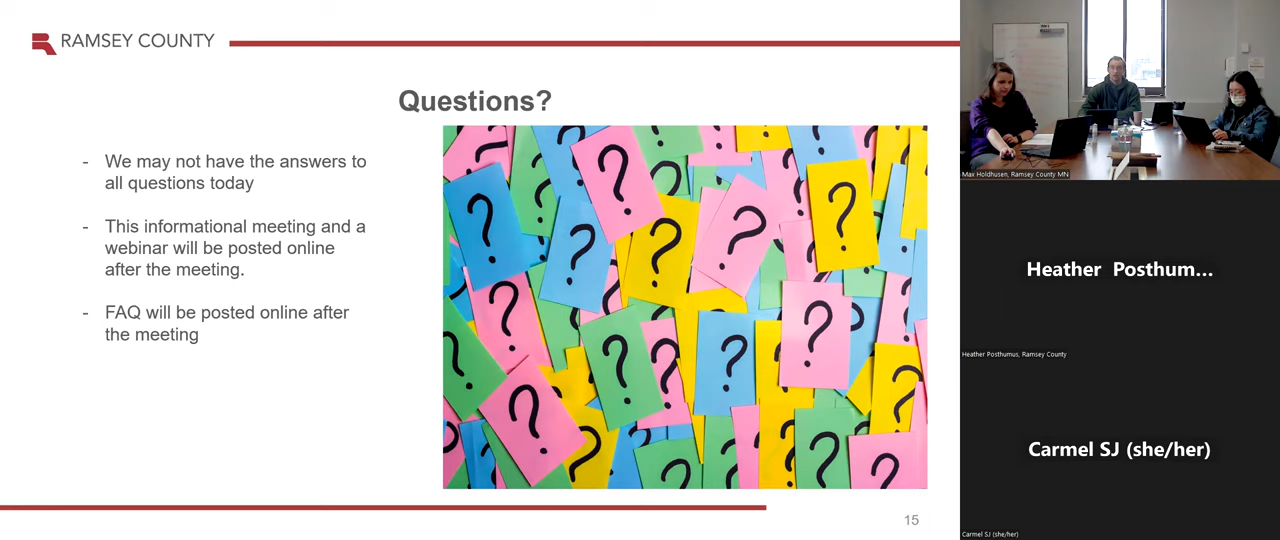 RAMSEY COUNTY
Questions?
- We may not have the answers to
all questions today
- This informational meeting and a
webinar will be posted online
after the meeting.
- FAQ will be posted online after
the meeting
15
Max Holdhusen, Ramsey County MN
Heather Posthum...
Heather Posthumus, Ramsey County
Carmel SJ (she/her)
Carmel SJ (she/her)